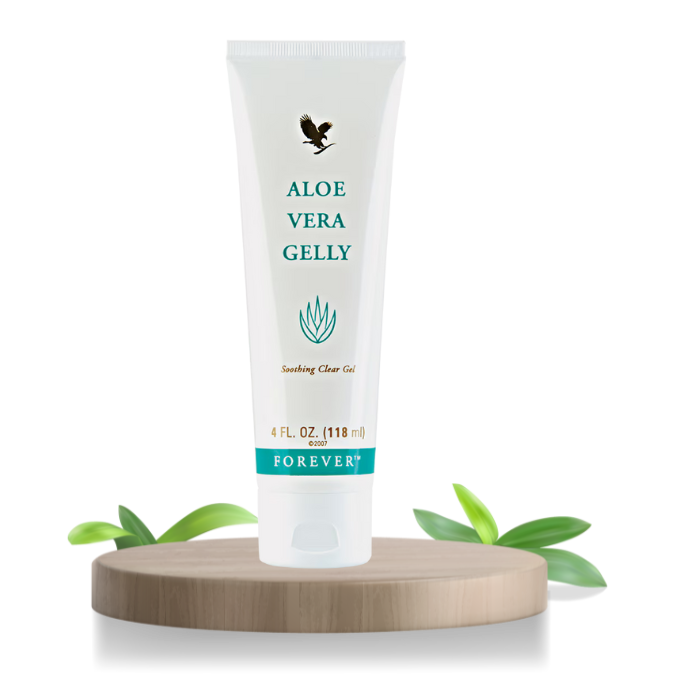 ALOE
VERA
GELLY
Soothing Clear Gel
4 FL. OZ. (118 ml)
©2007
FOREVER™